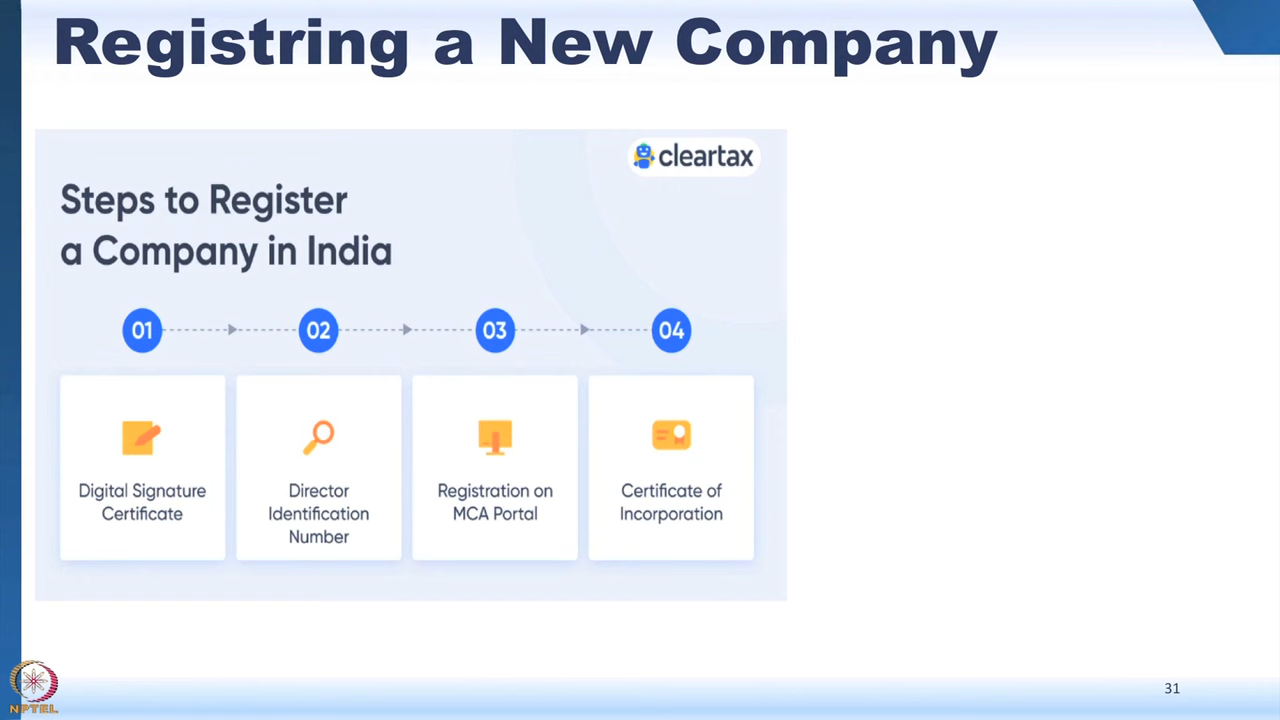 Registring a New Company
cleartax
Steps to Register
a Company in India
01
02
03
04
Digital Signature
Certificate
Director
Identification
Number
Registration on
MCA Portal
Certificate of
Incorporation
NPTEL
31